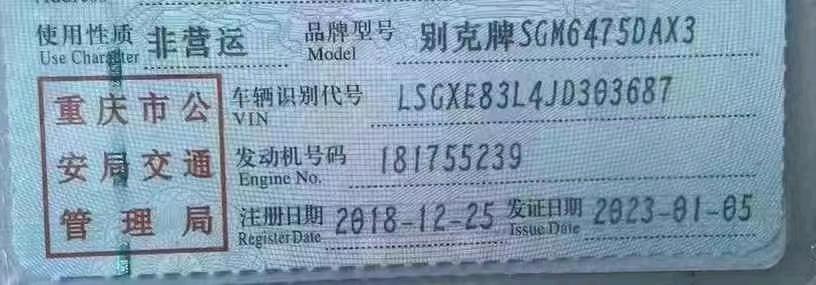 使用性质 非营运 品牌型号 别克牌SGM6475DAX3
Use Character Model
重庆市公 车辆识别代号 LSGXE83L4JD303687
VIN
安局交通 发动机号码 181755239
Engine No.
管理局 注册日期 2018-12-25 发证日期 2023-01-05
Register Date Issue Date